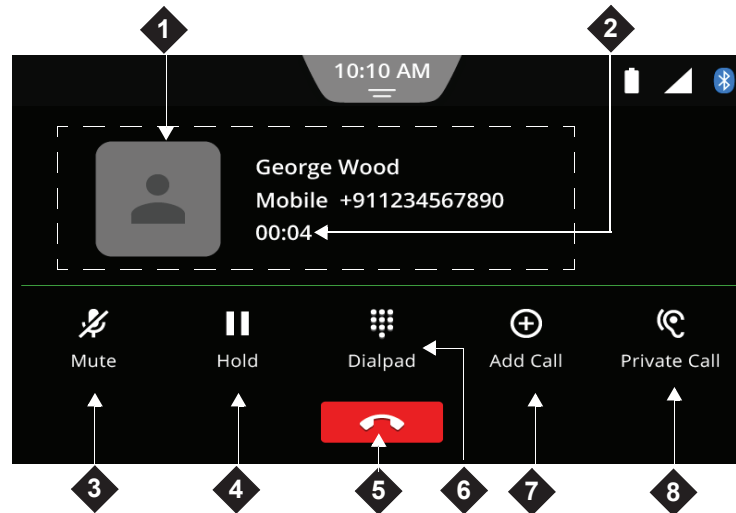 1 2
10:10 AM
George Wood
Mobile +911234567890
00:04
Mute Hold Dialpad Add Call Private Call
3 4 5 6 7 8